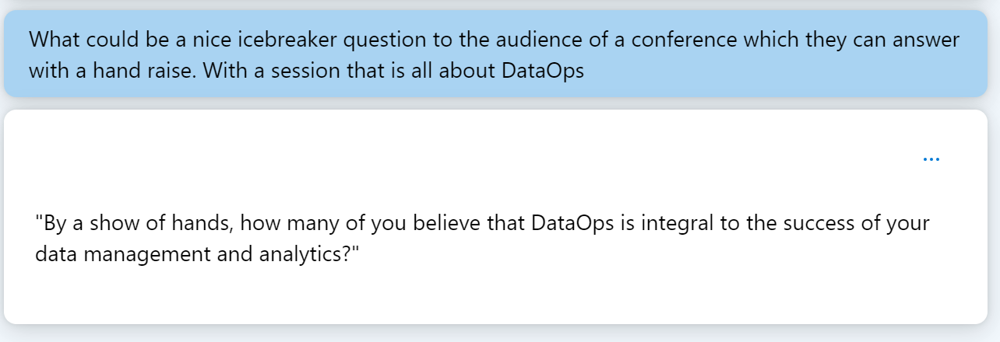 What could be a nice icebreaker question to the audience of a conference which they can answer
with a hand raise. With a session that is all about DataOps
"By a show of hands, how many of you believe that DataOps is integral to the success of your
data management and analytics?"